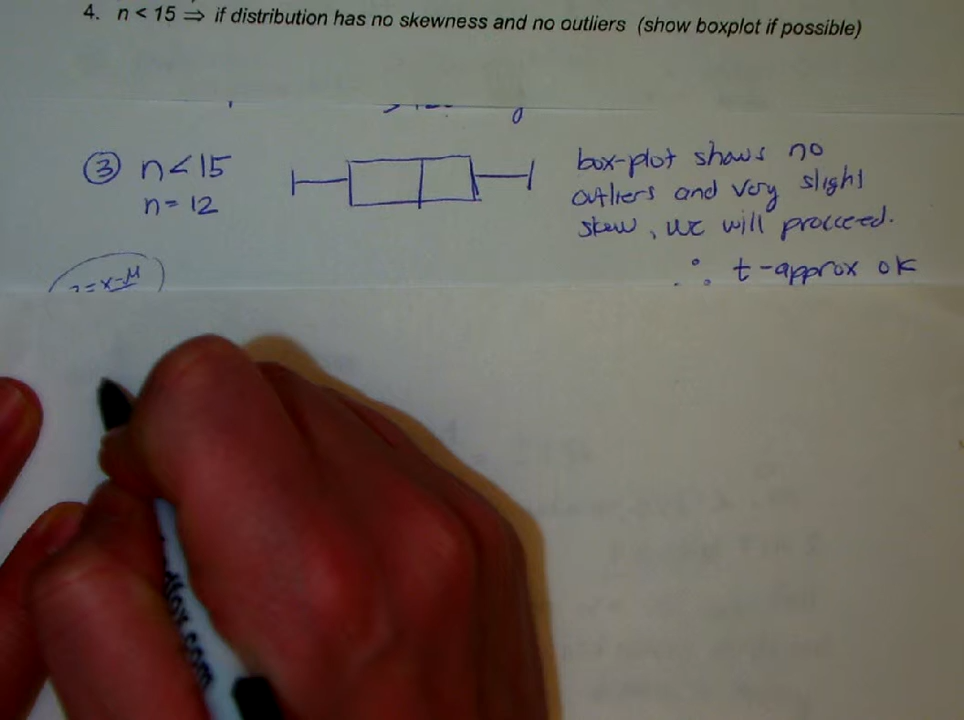 4. n < 15 ⇒ if distribution has no skewness and no outliers (show boxplot if possible)
③ n < 15
n = 12
box-plot shows no
outliers and very slight
skew, we will procceed.
∴ t-approx ok
z = x-μ